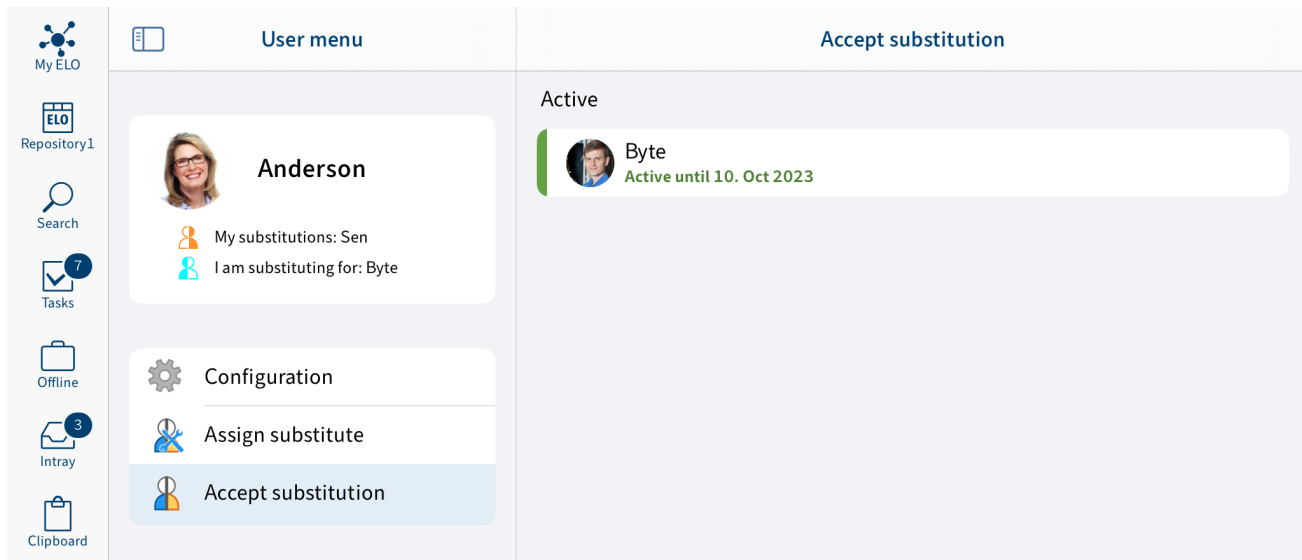 My ELO
ELO
Repository1
Search
7
Tasks
Offline
3
Intray
Clipboard
User menu
Anderson
My substitutions: Sen
I am substituting for: Byte
Configuration
Assign substitute
Accept substitution
Accept substitution
Active
Byte
Active until 10. Oct 2023